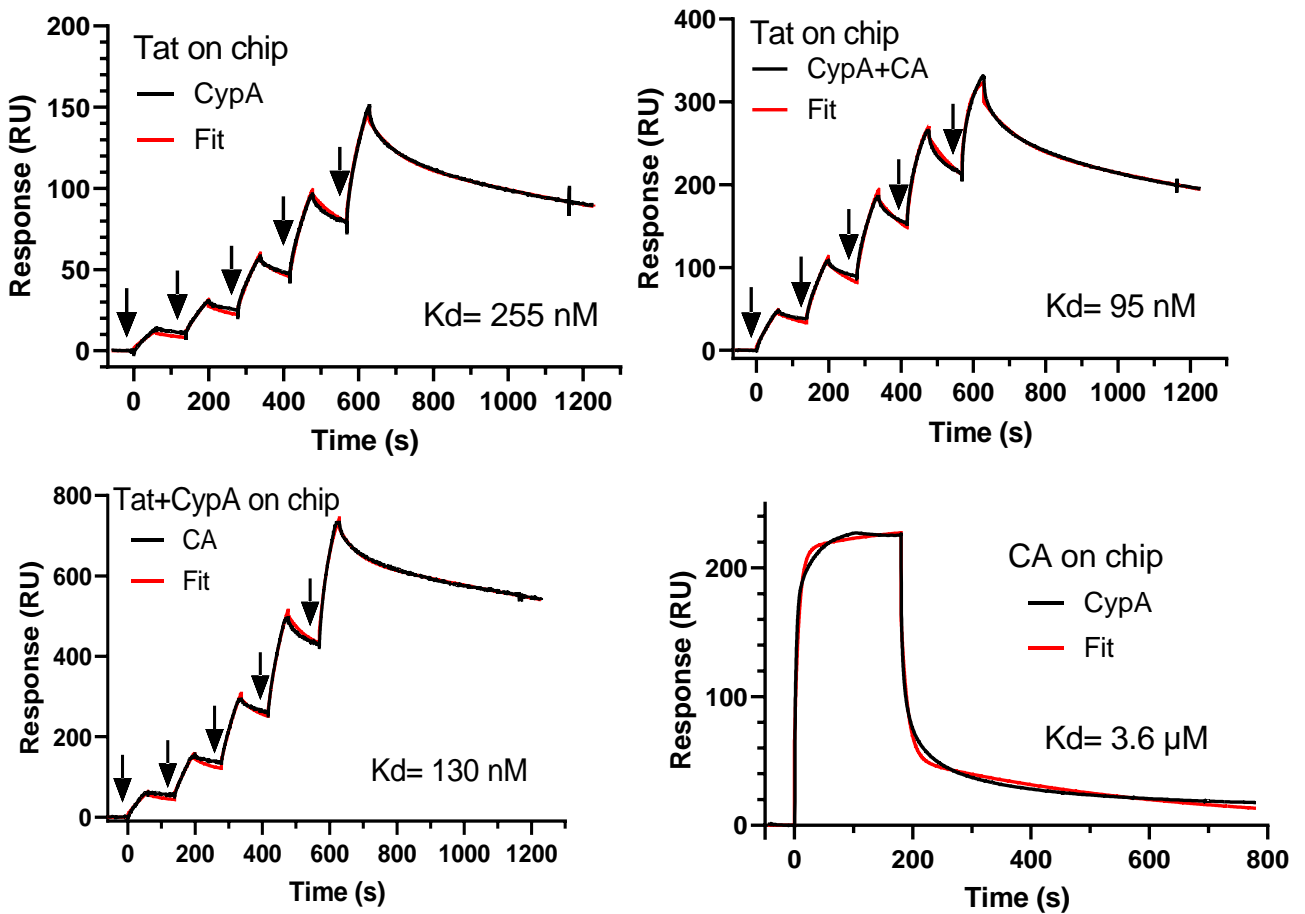 Tat on chip
CypA
Fit
Kd= 255 nM
Response (RU)
200
150
100
50
0
0 200 400 600 800 1000 1200
Time (s)
Tat on chip
CypA+CA
Fit
Kd= 95 nM
Response (RU)
400
300
200
100
0
0 200 400 600 800 1000 1200
Time (s)
Tat+CypA on chip
CA
Fit
Kd= 130 nM
Response (RU)
800
600
400
200
0
0 200 400 600 800 1000 1200
Time (s)
CA on chip
CypA
Fit
Kd= 3.6 µM
Response (RU)
200
100
0
0 200 400 600 800
Time (s)